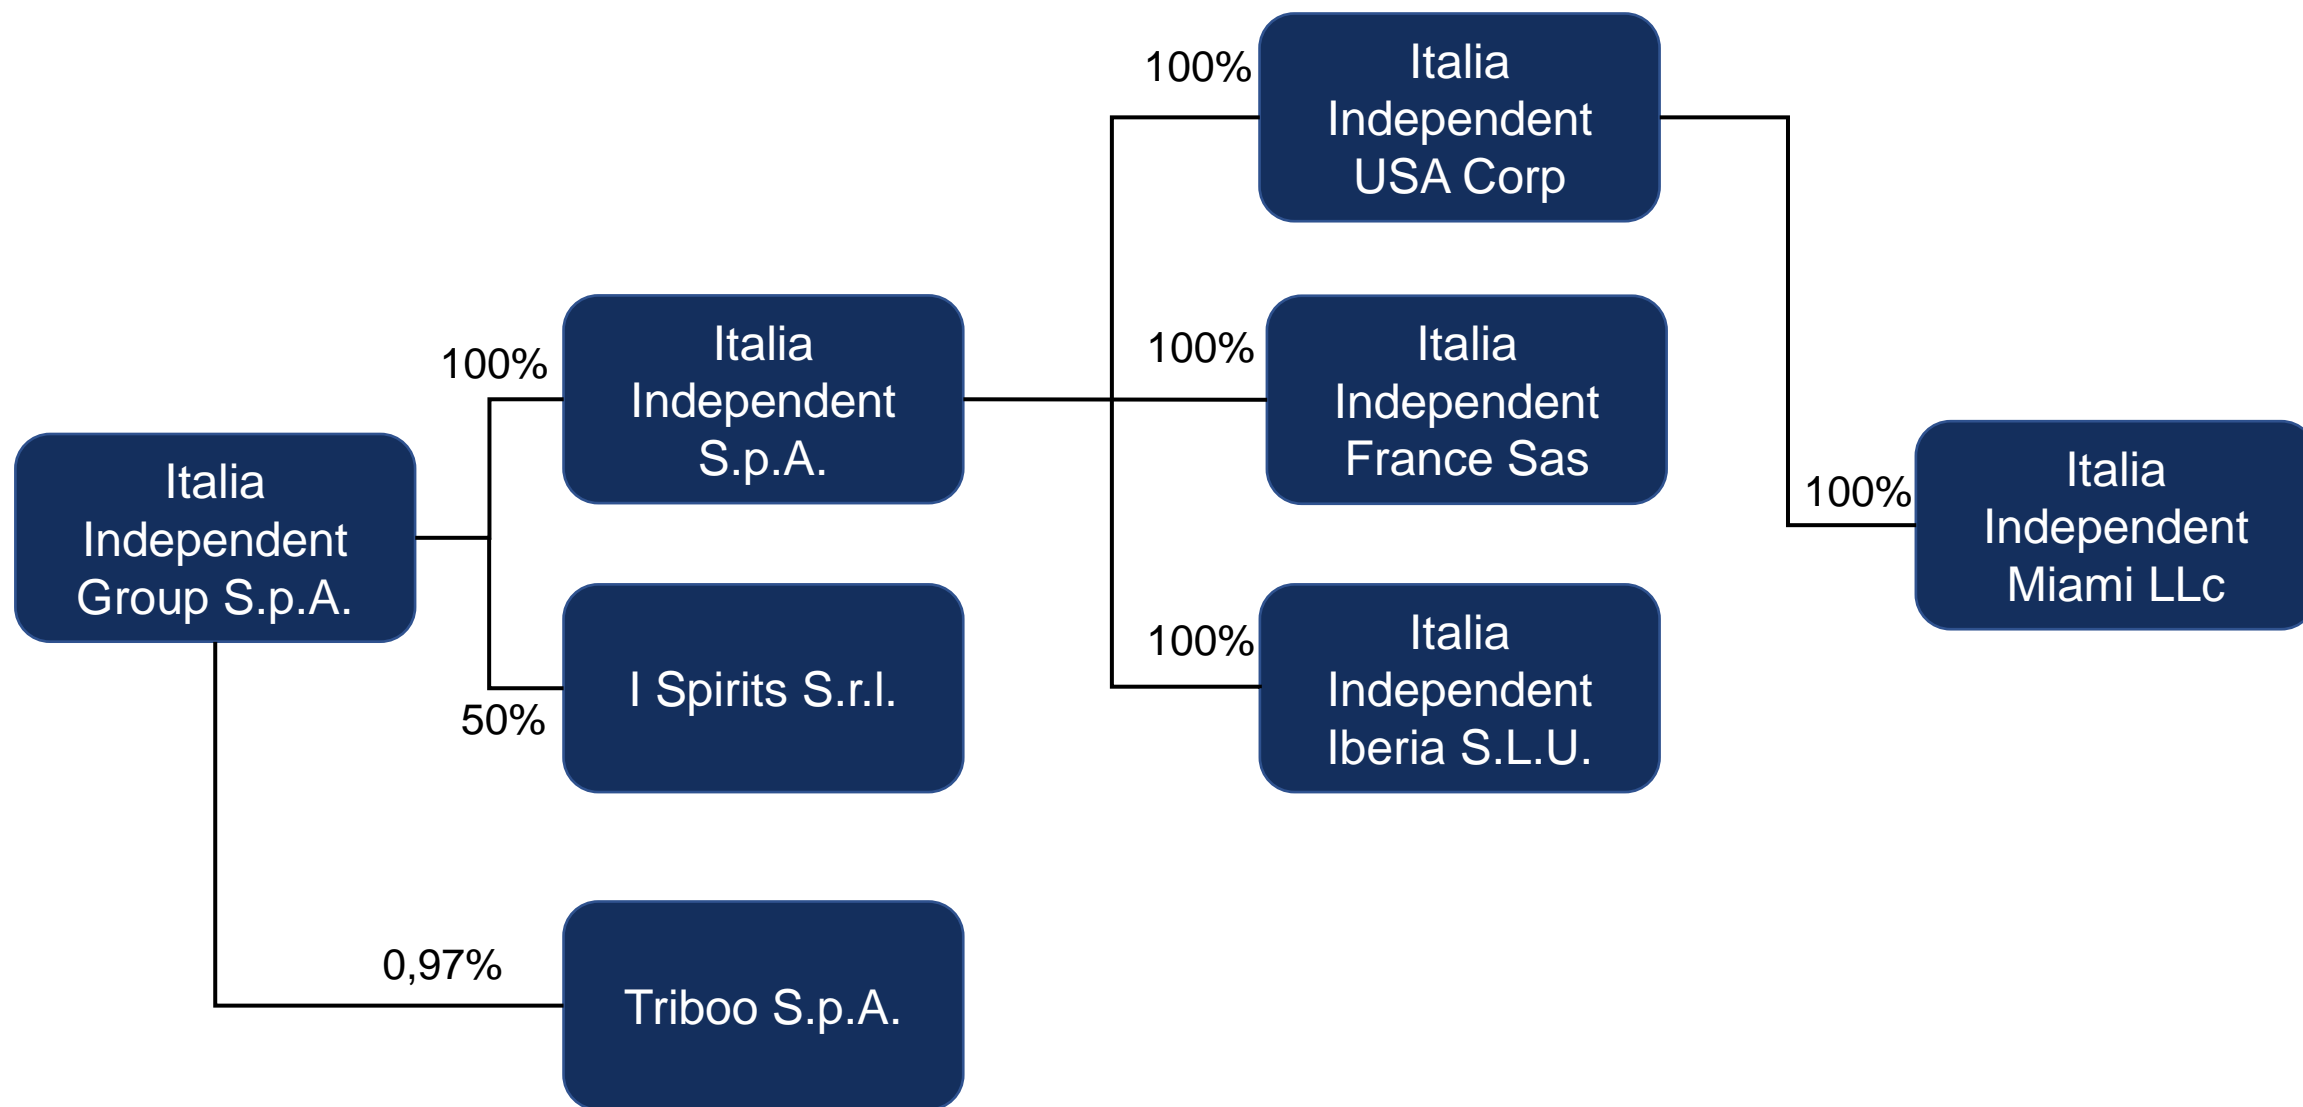 Italia
Independent
Group S.p.A.
100%
Italia
Independent
S.p.A.
50%
I Spirits S.r.l.
0,97%
Triboo S.p.A.
100%
Italia
Independent
USA Corp
100%
Italia
Independent
France Sas
100%
Italia
Independent
Iberia S.L.U.
100%
Italia
Independent
Miami LLc